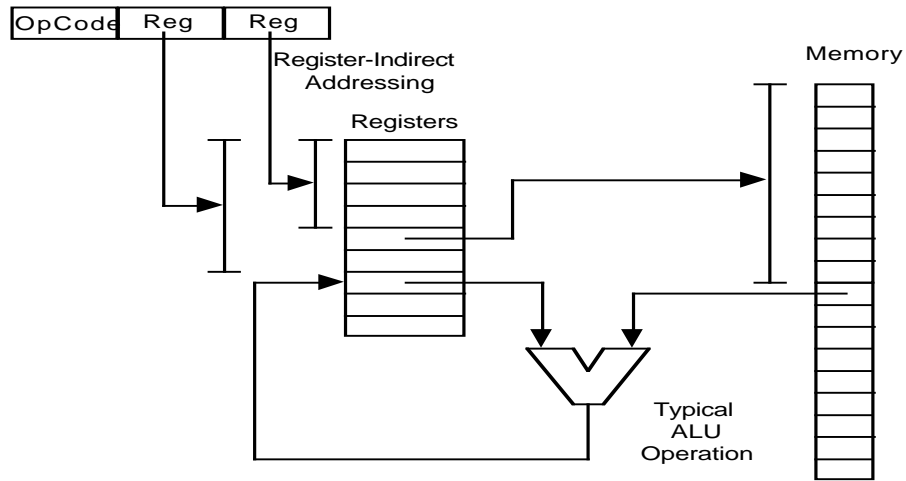 OpCode Reg Reg
Register-Indirect
Addressing
Memory
Registers
Typical
ALU
Operation